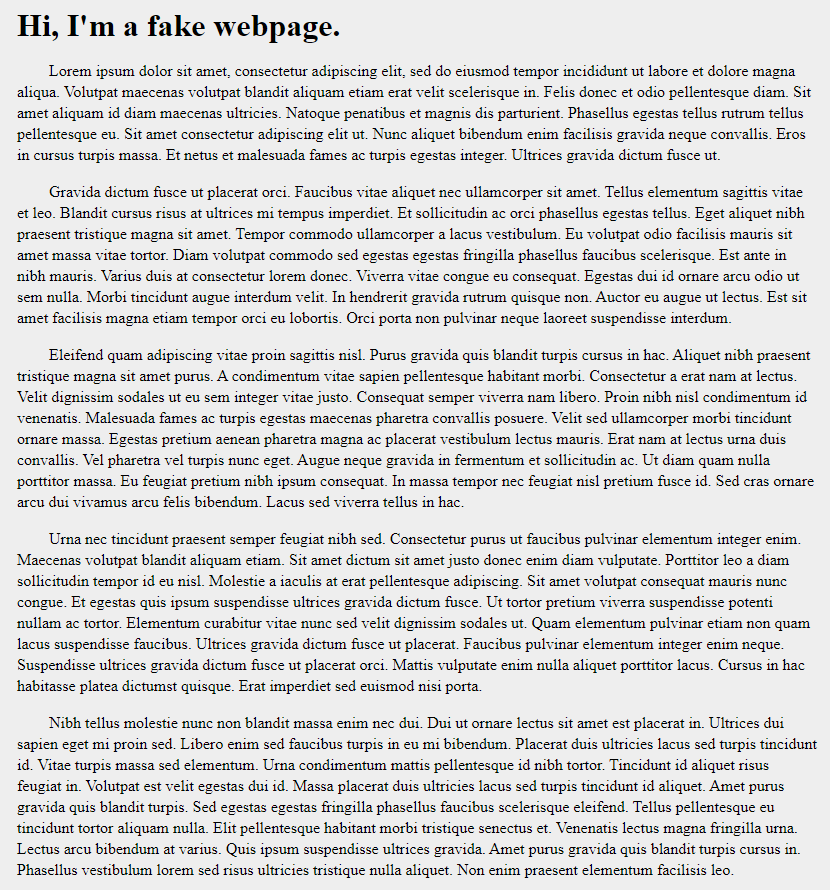 Hi, I'm a fake webpage.
Lorem ipsum dolor sit amet, consectetur adipiscing elit, sed do eiusmod tempor incididunt ut labore et dolore magna
aliqua. Volutpat maecenas volutpat blandit aliquam etiam erat velit scelerisque in. Felis donec et odio pellentesque diam. Sit
amet aliquam id diam maecenas ultricies. Natoque penatibus et magnis dis parturient. Phasellus egestas tellus rutrum tellus
pellentesque eu. Sit amet consectetur adipiscing elit ut. Nunc aliquet bibendum enim facilisis gravida neque convallis. Eros
in cursus turpis massa. Et netus et malesuada fames ac turpis egestas integer. Ultrices gravida dictum fusce ut.
Gravida dictum fusce ut placerat orci. Faucibus vitae aliquet nec ullamcorper sit amet. Tellus elementum sagittis vitae
et leo. Blandit cursus risus at ultrices mi tempus imperdiet. Et sollicitudin ac orci phasellus egestas tellus. Eget aliquet nibh
praesent tristique magna sit amet. Tempor commodo ullamcorper a lacus vestibulum. Eu volutpat odio facilisis mauris sit
amet massa vitae tortor. Diam volutpat commodo sed egestas egestas fringilla phasellus faucibus scelerisque. Est ante in
nibh mauris. Varius duis at consectetur lorem donec. Viverra vitae congue eu consequat. Egestas dui id ornare arcu odio ut
sem nulla. Morbi tincidunt augue interdum velit. In hendrerit gravida rutrum quisque non. Auctor eu augue ut lectus. Est sit
amet facilisis magna etiam tempor orci eu lobortis. Orci porta non pulvinar neque laoreet suspendisse interdum.
Eleifend quam adipiscing vitae proin sagittis nisl. Purus gravida quis blandit turpis cursus in hac. Aliquet nibh praesent
tristique magna sit amet purus. A condimentum vitae sapien pellentesque habitant morbi. Consectetur a erat nam at lectus.
Velit dignissim sodales ut eu sem integer vitae justo. Consequat semper viverra nam libero. Proin nibh nisl condimentum id
venenatis. Malesuada fames ac turpis egestas maecenas pharetra convallis posuere. Velit sed ullamcorper morbi tincidunt
ornare massa. Egestas pretium aenean pharetra magna ac placerat vestibulum lectus mauris. Erat nam at lectus urna duis
convallis. Vel pharetra vel turpis nunc eget. Augue neque gravida in fermentum et sollicitudin ac. Ut diam quam nulla
porttitor massa. Eu feugiat pretium nibh ipsum consequat. In massa tempor nec feugiat nisl pretium fusce id. Sed cras ornare
arcu dui vivamus arcu felis bibendum. Lacus sed viverra tellus in hac.
Urna nec tincidunt praesent semper feugiat nibh sed. Consectetur purus ut faucibus pulvinar elementum integer enim.
Maecenas volutpat blandit aliquam etiam. Sit amet dictum sit amet justo donec enim diam vulputate. Porttitor leo a diam
sollicitudin tempor id eu nisl. Molestie a iaculis at erat pellentesque adipiscing. Sit amet volutpat consequat mauris nunc
congue. Et egestas quis ipsum suspendisse ultrices gravida dictum fusce. Ut tortor pretium viverra suspendisse potenti
nullam ac tortor. Elementum curabitur vitae nunc sed velit dignissim sodales ut. Quam elementum pulvinar etiam non quam
lacus suspendisse faucibus. Ultrices gravida dictum fusce ut placerat. Faucibus pulvinar elementum integer enim neque.
Suspendisse ultrices gravida dictum fusce ut placerat orci. Mattis vulputate enim nulla aliquet porttitor lacus. Cursus in hac
habitasse platea dictumst quisque. Erat imperdiet sed euismod nisi porta.
Nibh tellus molestie nunc non blandit massa enim nec dui. Dui ut ornare lectus sit amet est placerat in. Ultrices dui
sapien eget mi proin sed. Libero enim sed faucibus turpis in eu mi bibendum. Placerat duis ultricies lacus sed turpis tincidunt
id. Vitae turpis massa sed elementum. Urna condimentum mattis pellentesque id nibh tortor. Tincidunt id aliquet risus
feugiat in. Volutpat est velit egestas dui id. Massa placerat duis ultricies lacus sed turpis tincidunt id aliquet. Amet purus
gravida quis blandit turpis. Sed egestas egestas fringilla phasellus faucibus scelerisque eleifend. Tellus pellentesque eu
tincidunt tortor aliquam nulla. Elit pellentesque habitant morbi tristique senectus et. Venenatis lectus magna fringilla urna.
Lectus arcu bibendum at varius. Quis ipsum suspendisse ultrices gravida. Amet purus gravida quis blandit turpis cursus in.
Phasellus vestibulum lorem sed risus ultricies tristique nulla aliquet. Non enim praesent elementum facilisis leo.